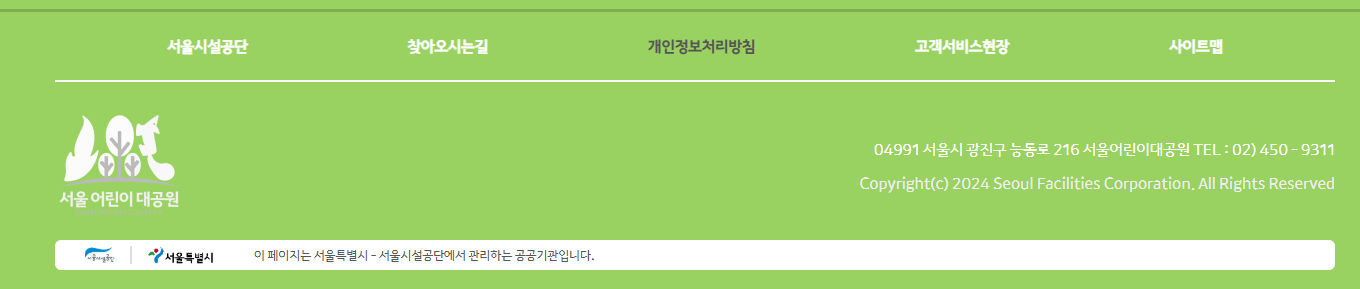 서울시설공단 찾아오시는길 개인정보처리방침 고객서비스헌장 사이트맵
서울 어린이 대공원
04991 서울시 광진구 능동로 216 서울어린이대공원 TEL : 02) 450 - 9311
Copyright(c) 2024 Seoul Facilities Corporation. All Rights Reserved
서울시설공단 서울특별시 이 페이지는 서울특별시 - 서울시설공단에서 관리하는 공공기관입니다.